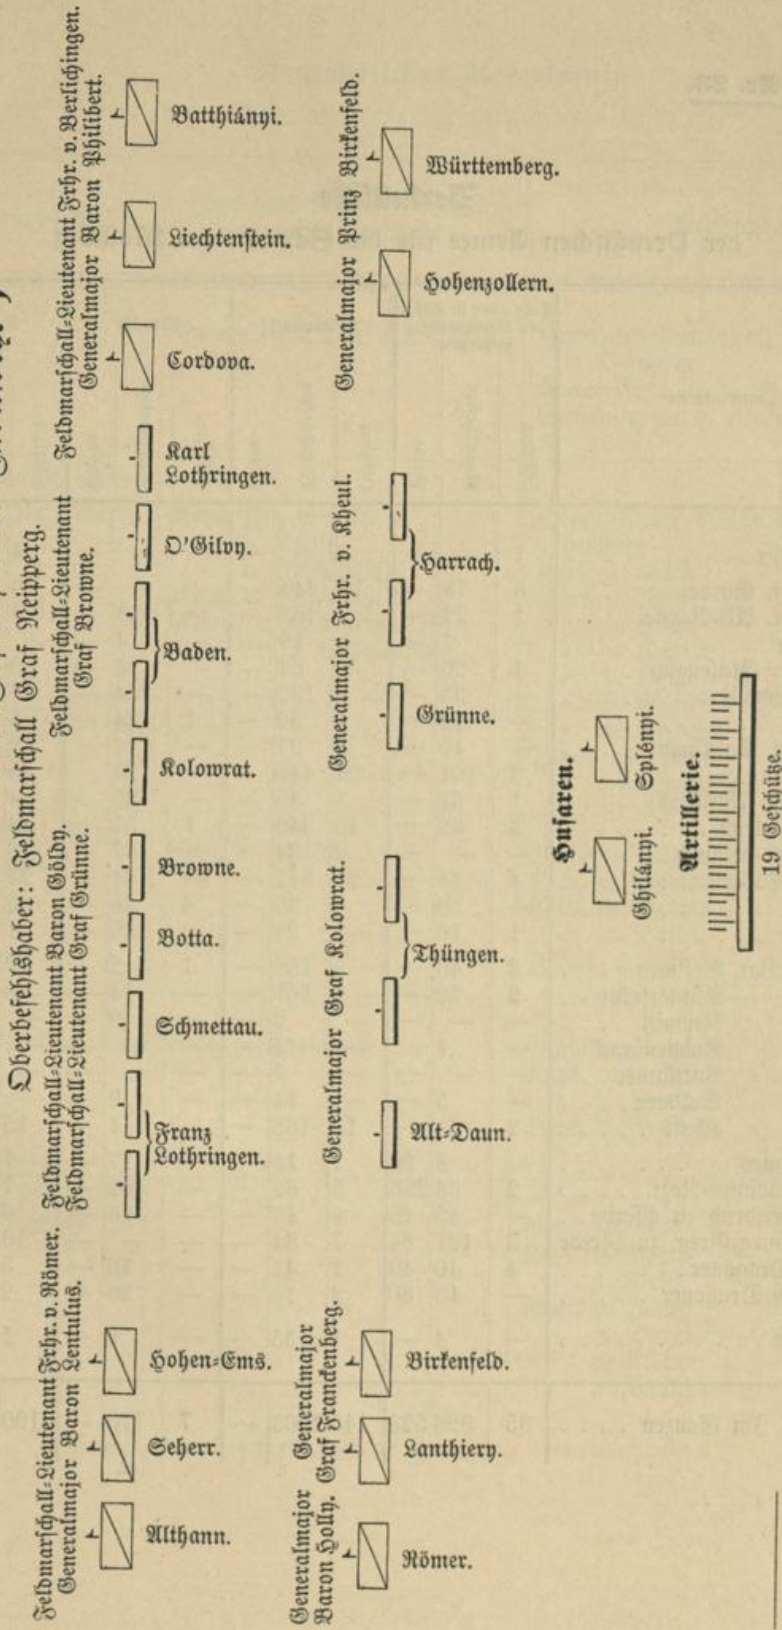 Oberbefehlshaber: Feldmarschall Graf Neipperg.
Feldmarschall=Lieutenant Frhr. v. Römer.
Generalmajor Baron Lentulus.
Feldmarschall=Lieutenant Baron Göldy.
Feldmarschall=Lieutenant Graf Grünne.
Feldmarschall=Lieutenant
Graf Browne.
Feldmarschall=Lieutenant Frhr. v. Berlichingen.
Generalmajor Baron Philibert.
Althann.
Seherr.
Hohen=Ems.
Franz
Lothringen.
Schmettau.
Botta.
Browne.
Kolowrat.
Baden.
O'Gilvy.
Karl
Lothringen.
Cordova.
Liechtenstein.
Batthiányi.
Generalmajor
Baron Holly.
Generalmajor
Graf Franckenberg.
Generalmajor Graf Kolowrat.
Generalmajor Frhr. v. Kheul.
Generalmajor Prinz Birkenfeld.
Römer.
Lanthiery.
Birkenfeld.
Alt=Daun.
Thüngen.
Grünne.
Harrach.
Hohenzollern.
Württemberg.
Husaren.
Ghilányi.
Splényi.
Artillerie.
19 Geschütze.